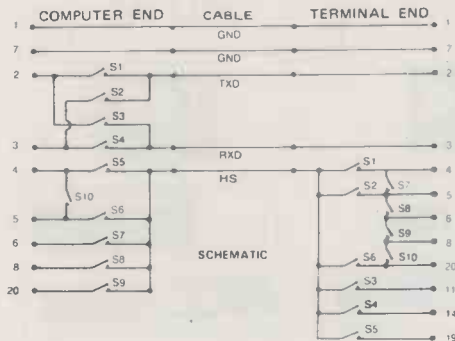 COMPUTER END CABLE TERMINAL END
1 GND 1
7 GND 7
2 S1 TXD 2
S2
S3
3 S4 RXD 3
4 S5 HS S1 4
S10 S2 S7 5
5 S6 S8 6
6 S7 S9 8
8 S8 SCHEMATIC S6 S10 20
20 S9 S3 11
S4 14
S5 19